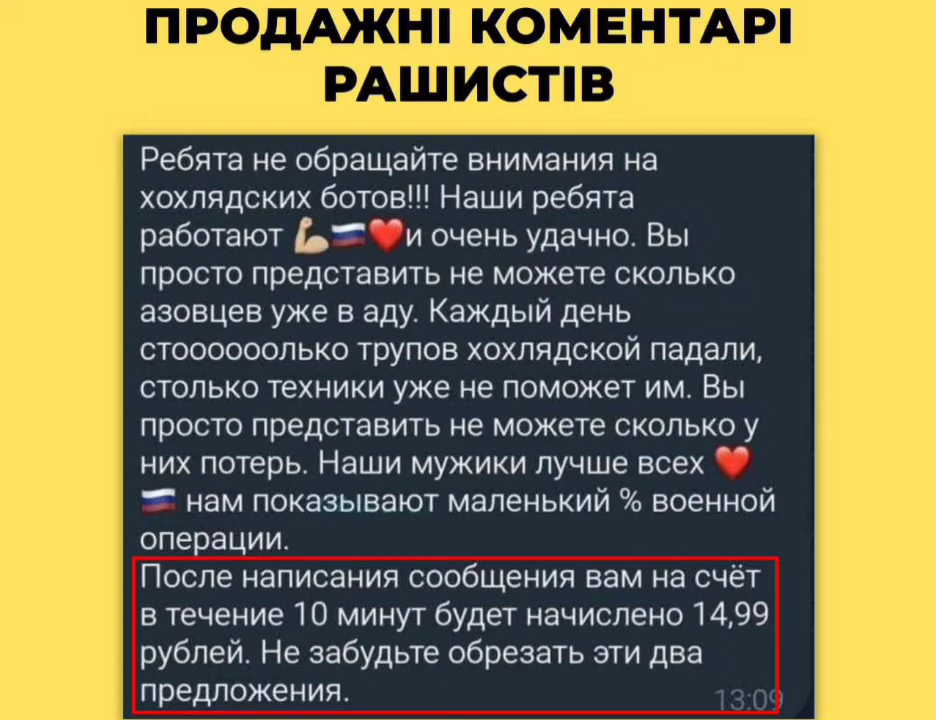 ПРОДАЖНІ КОМЕНТАРІ
РАШИСТІВ
Ребята не обращайте внимания на
хохлядских ботов!!! Наши ребята
работают 💪🇷🇺❤️и очень удачно. Вы
просто представить не можете сколько
азовцев уже в аду. Каждый день
стоооооолько трупов хохлядской падали,
столько техники уже не поможет им. Вы
просто представить не можете сколько у
них потерь. Наши мужики лучше всех ❤️
🇷🇺 нам показывают маленький % военной
операции.
После написания сообщения вам на счёт
в течение 10 минут будет начислено 14,99
рублей. Не забудьте обрезать эти два
предложения.
13:09